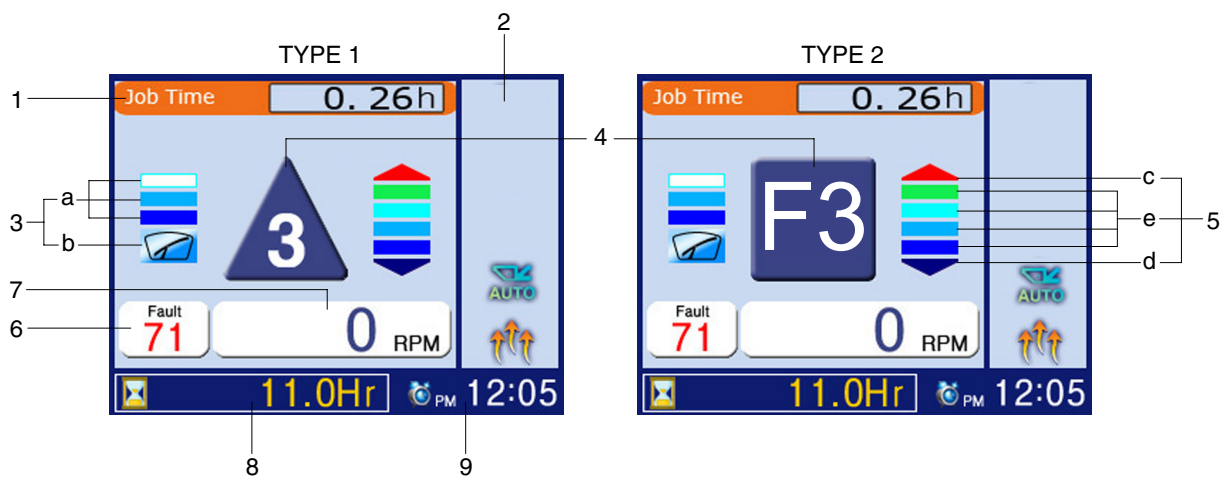 2
TYPE 1
TYPE 2
1
Job Time 0.26h
Job Time 0.26h
4
3
a
b
3
F3
c
e
5
d
AUTO
AUTO
7
6
Fault
71
0 RPM
Fault
71
0 RPM
11.0Hr PM 12:05
11.0Hr PM 12:05
8
9